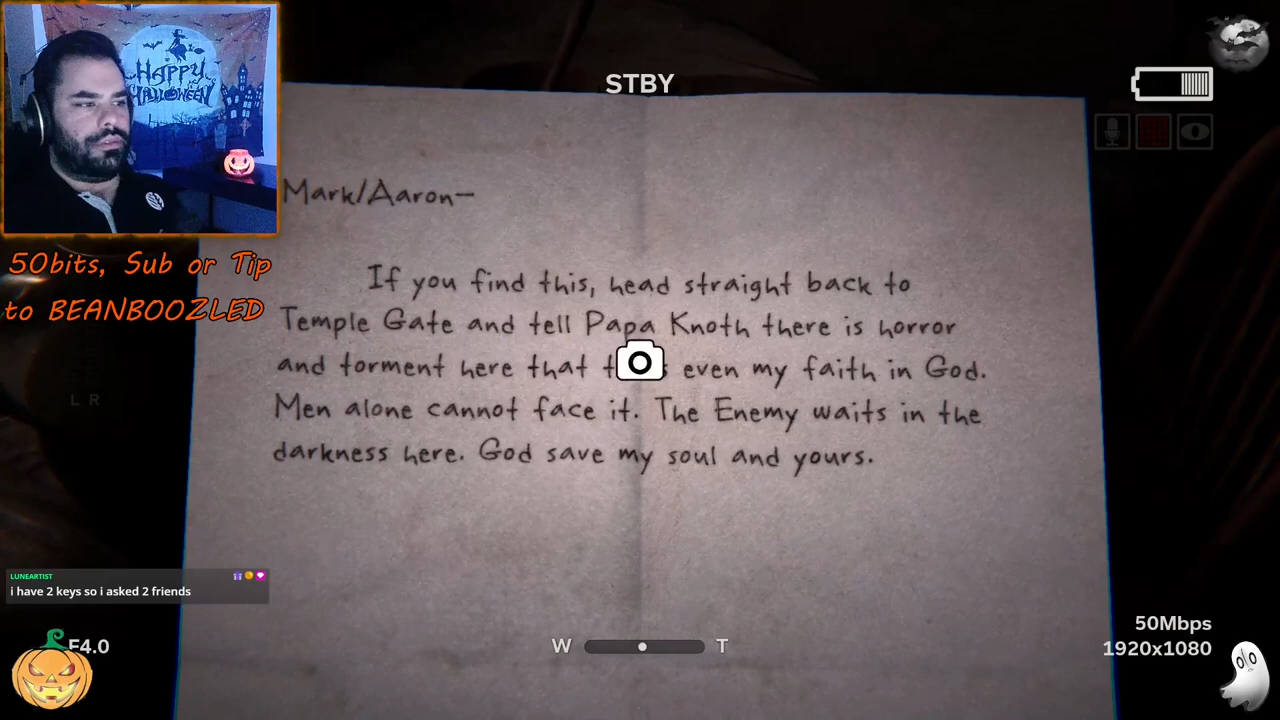 HAPPY
HALLOWEEN
STBY
Mark/Aaron—
50bits, Sub or Tip
to BEANBOOZLED
If you find this, head straight back to
Temple Gate and tell Papa Knoth there is horror
and torment here that even my faith in God.
Men alone cannot face it. The Enemy waits in the
darkness here. God save my soul and yours.
L R
LUNEARTIST
i have 2 keys so i asked 2 friends
F4.0
W T
50Mbps
1920x1080